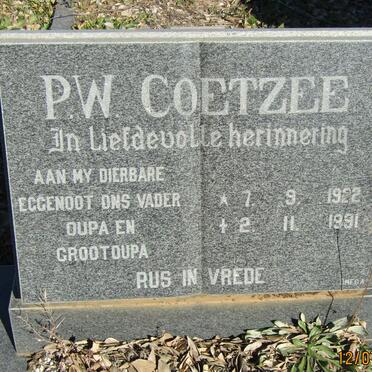 P.W. COETZEE
In Liefdevolle herinnering
AAN MY DIERBARE
EGGENOOT ONS VADER
OUPA EN
GROOTOUPA
* 7. 9. 1922
+ 2. 11. 1991
RUS IN VREDE